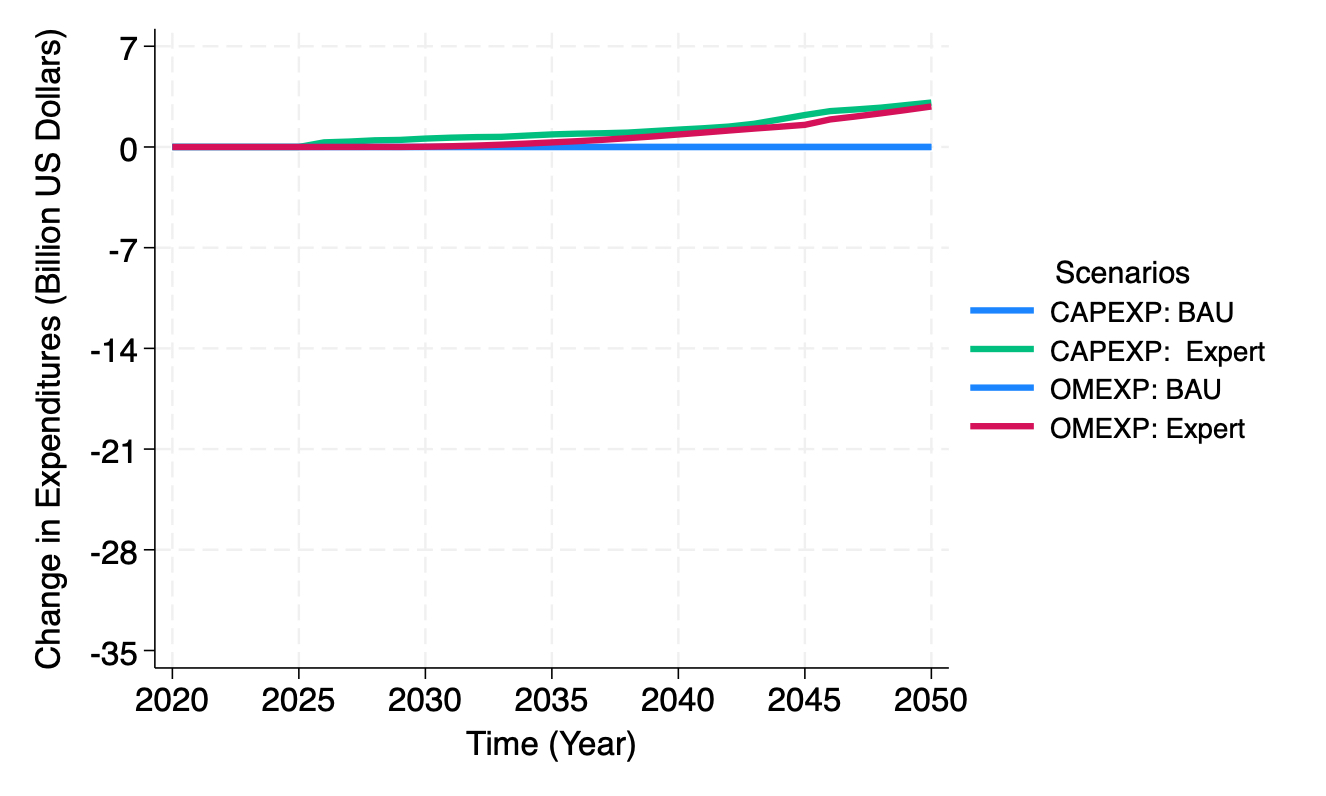 Change in Expenditures (Billion US Dollars)
7
0
-7
-14
-21
-28
-35
2020 2025 2030 2035 2040 2045 2050
Time (Year)
Scenarios
CAPEXP: BAU
CAPEXP:  Expert
OMEXP: BAU
OMEXP: Expert